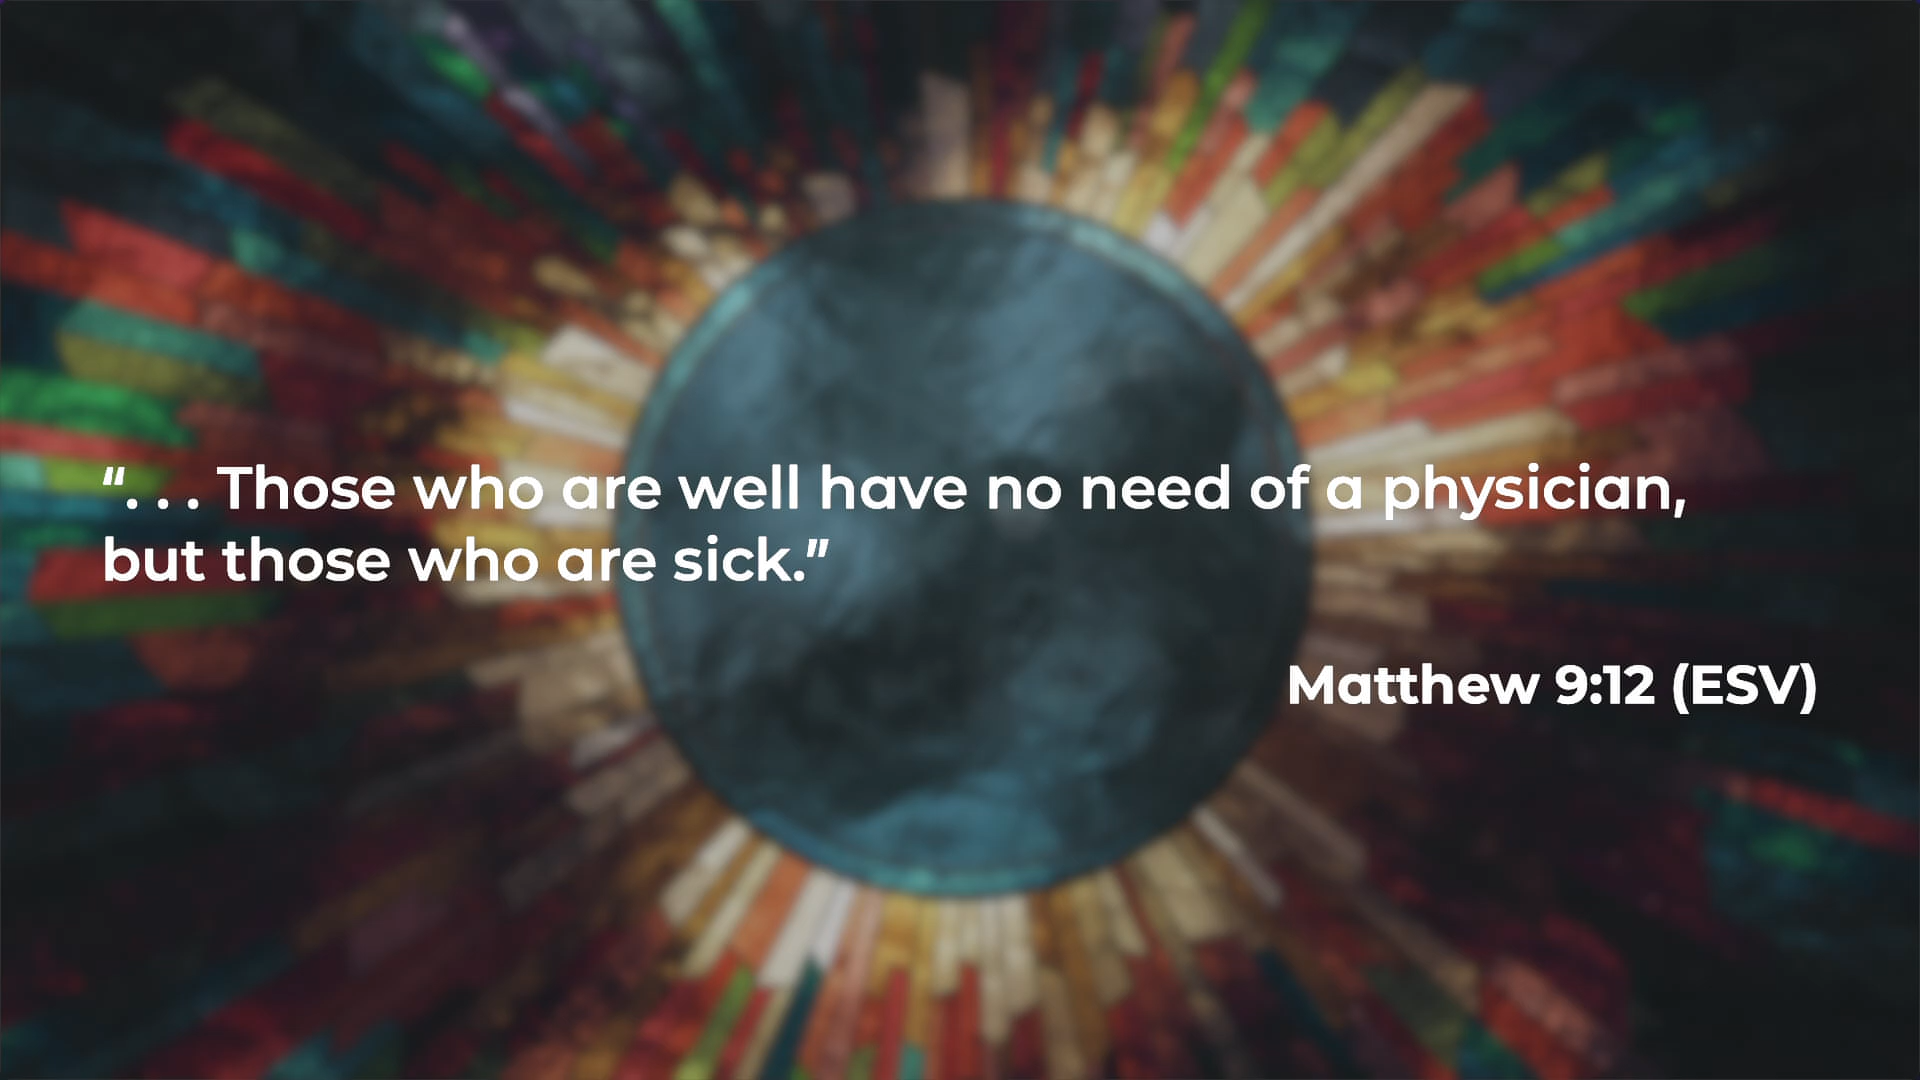 “. . . Those who are well have no need of a physician,
but those who are sick.”
Matthew 9:12 (ESV)